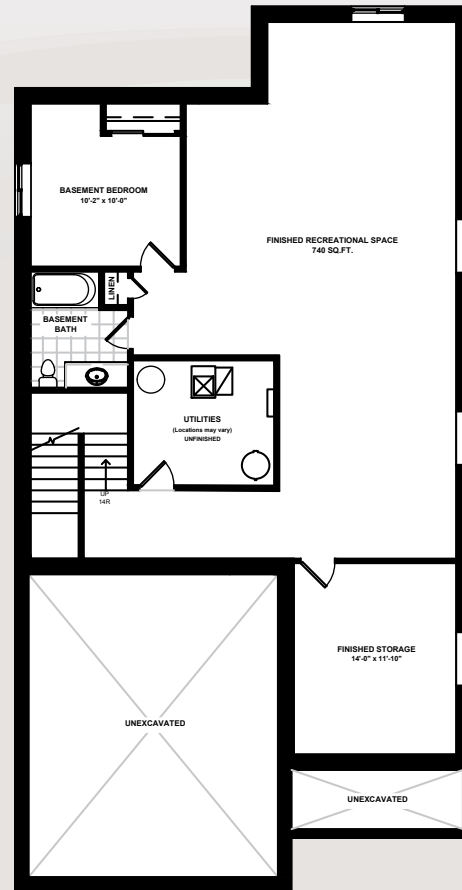 BASEMENT BEDROOM
10'-2" x 10'-0"
FINISHED RECREATIONAL SPACE
740 SQ.FT.
LINEN
BASEMENT
BATH
UTILITIES
(Locations may vary)
UNFINISHED
UP
14R
FINISHED STORAGE
14'-0" x 11'-10"
UNEXCAVATED
UNEXCAVATED